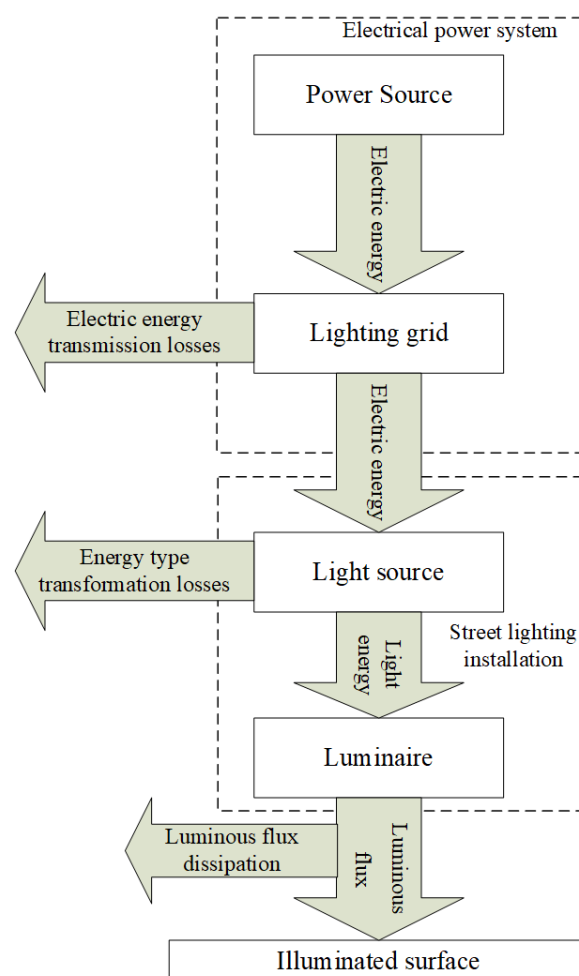 Electrical power system
Power Source
Electric energy
Lighting grid
Electric energy
transmission losses
Electric energy
Light source
Energy type
transformation losses
Light
energy
Street lighting
installation
Luminaire
Luminous
flux
Luminous flux
dissipation
Illuminated surface